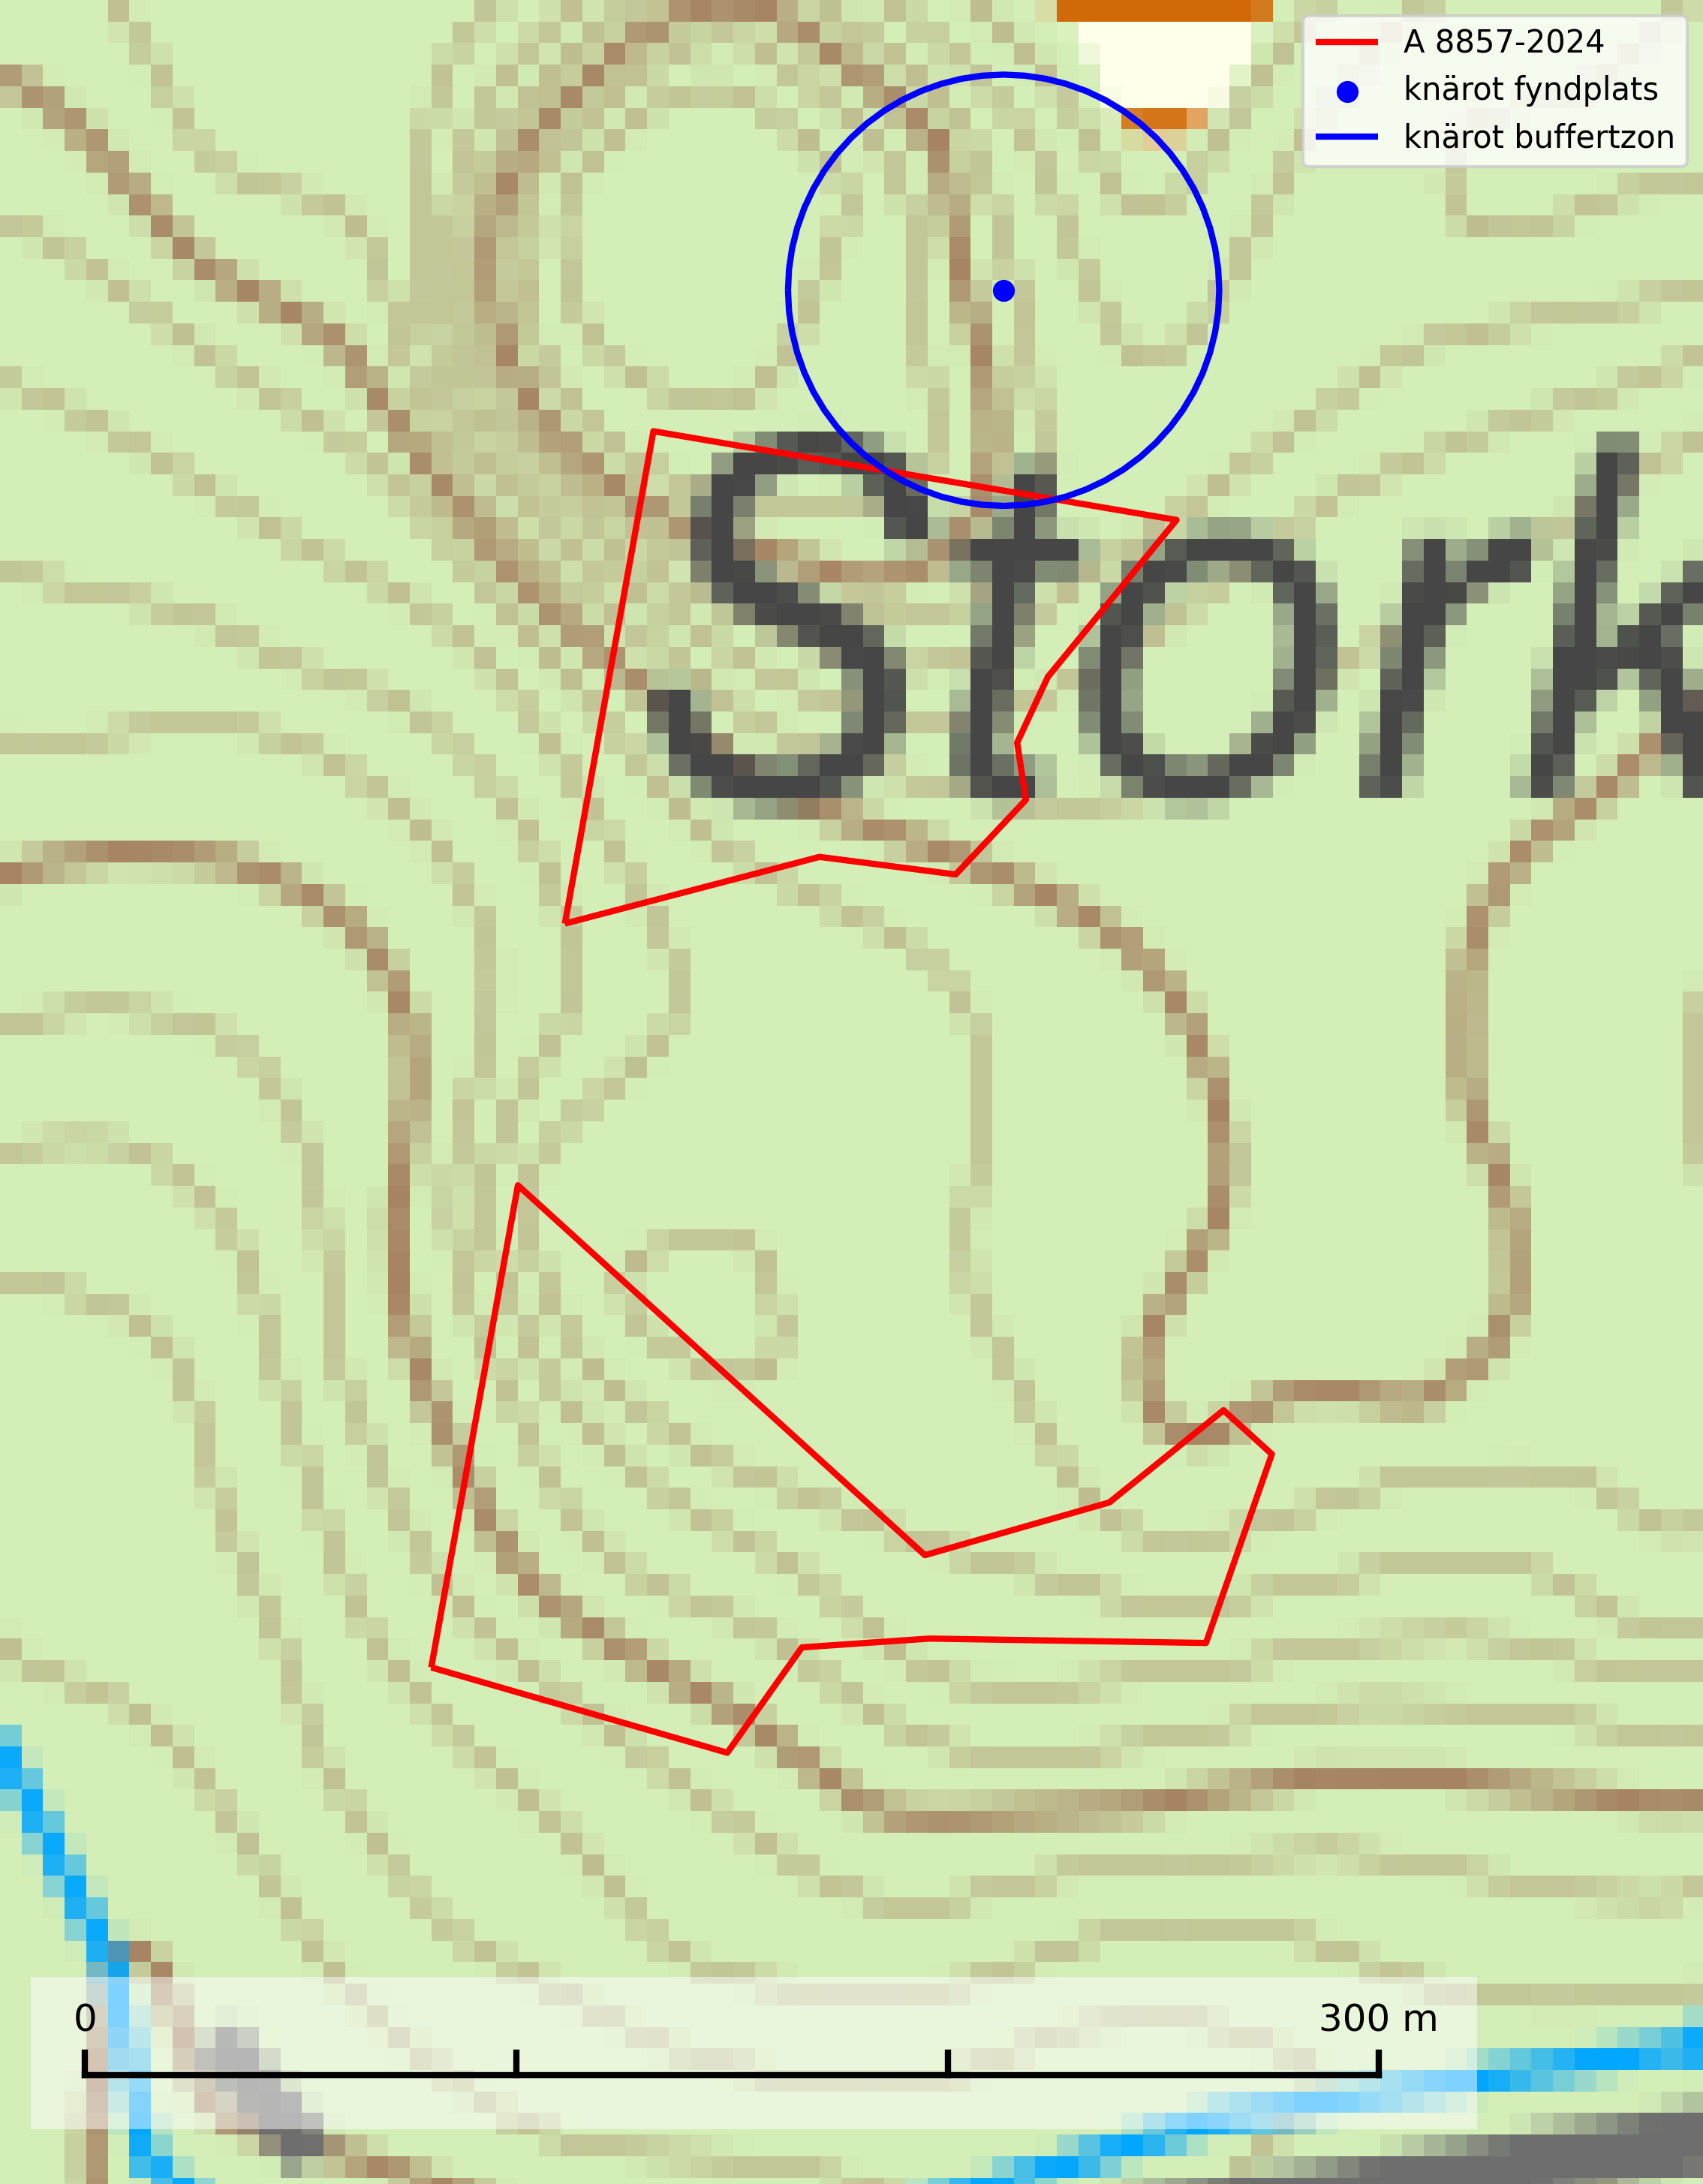 A 8857-2024
knärot fyndplats
knärot buffertzon
Stork
0 300 m